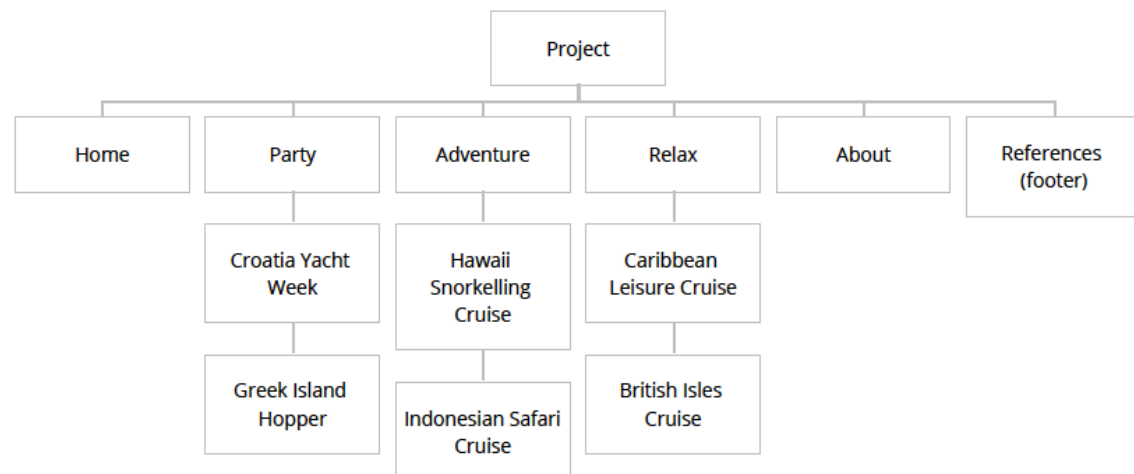 Project
Home
Party
Adventure
Relax
About
References
(footer)
Croatia Yacht
Week
Hawaii
Snorkelling
Cruise
Caribbean
Leisure Cruise
Greek Island
Hopper
Indonesian Safari
Cruise
British Isles
Cruise